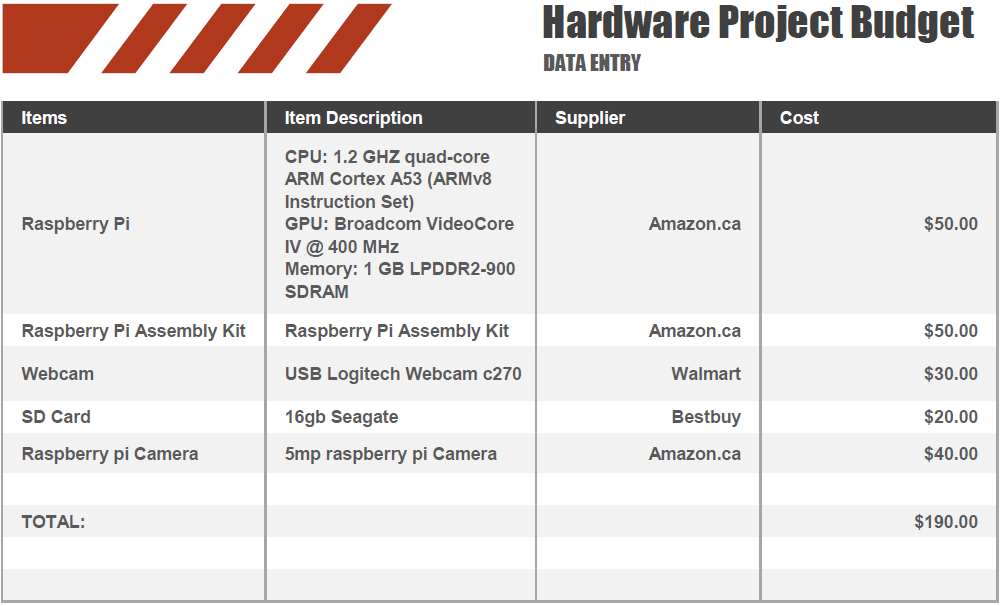 Hardware Project Budget
DATA ENTRY
Items Item Description Supplier Cost
CPU: 1.2 GHZ quad-core
ARM Cortex A53 (ARMv8
Instruction Set)
Raspberry Pi GPU: Broadcom VideoCore Amazon.ca $50.00
IV @ 400 MHz
Memory: 1 GB LPDDR2-900
SDRAM
Raspberry Pi Assembly Kit Raspberry Pi Assembly Kit Amazon.ca $50.00
Webcam USB Logitech Webcam c270 Walmart $30.00
SD Card 16gb Seagate Bestbuy $20.00
Raspberry pi Camera 5mp raspberry pi Camera Amazon.ca $40.00
TOTAL: $190.00